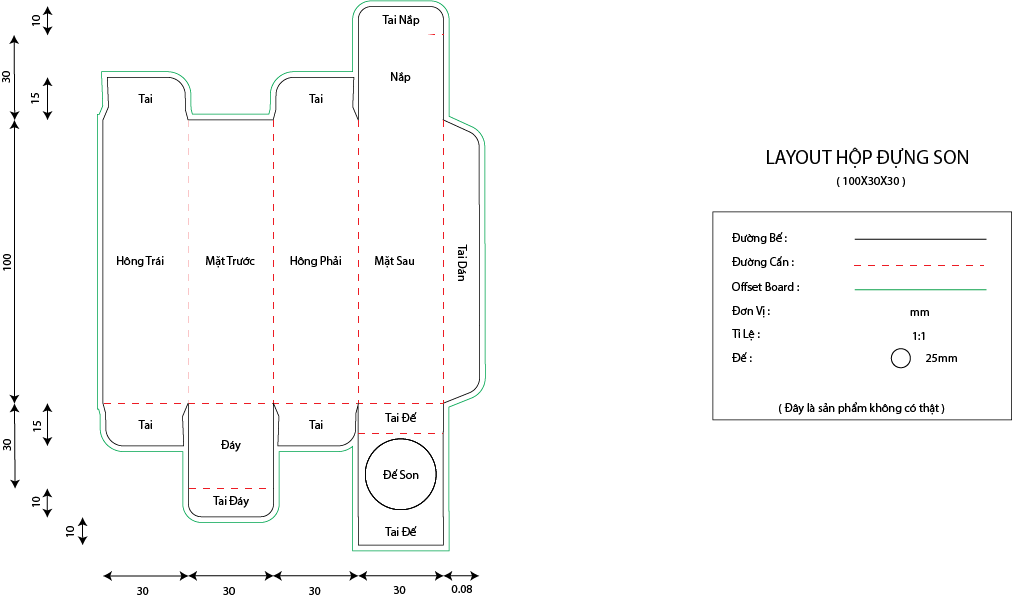 10
Tai Nắp
30
Nắp
15
Tai
Tai
LAYOUT HỘP ĐỰNG SON
( 100X30X30 )
100
Hông Trái
Mặt Trước
Hông Phải
Mặt Sau
Tai Dán
Đường Bế :
Đường Cấn :
Offset Board :
Đơn Vị :
mm
Tỉ Lệ :
1:1
Đế :
25mm
( Đây là sản phẩm không có thật )
15
30
Tai
Đáy
Tai
Tai Đế
Đế Son
10
Tai Đáy
10
Tai Đế
30
30
30
30
0.08